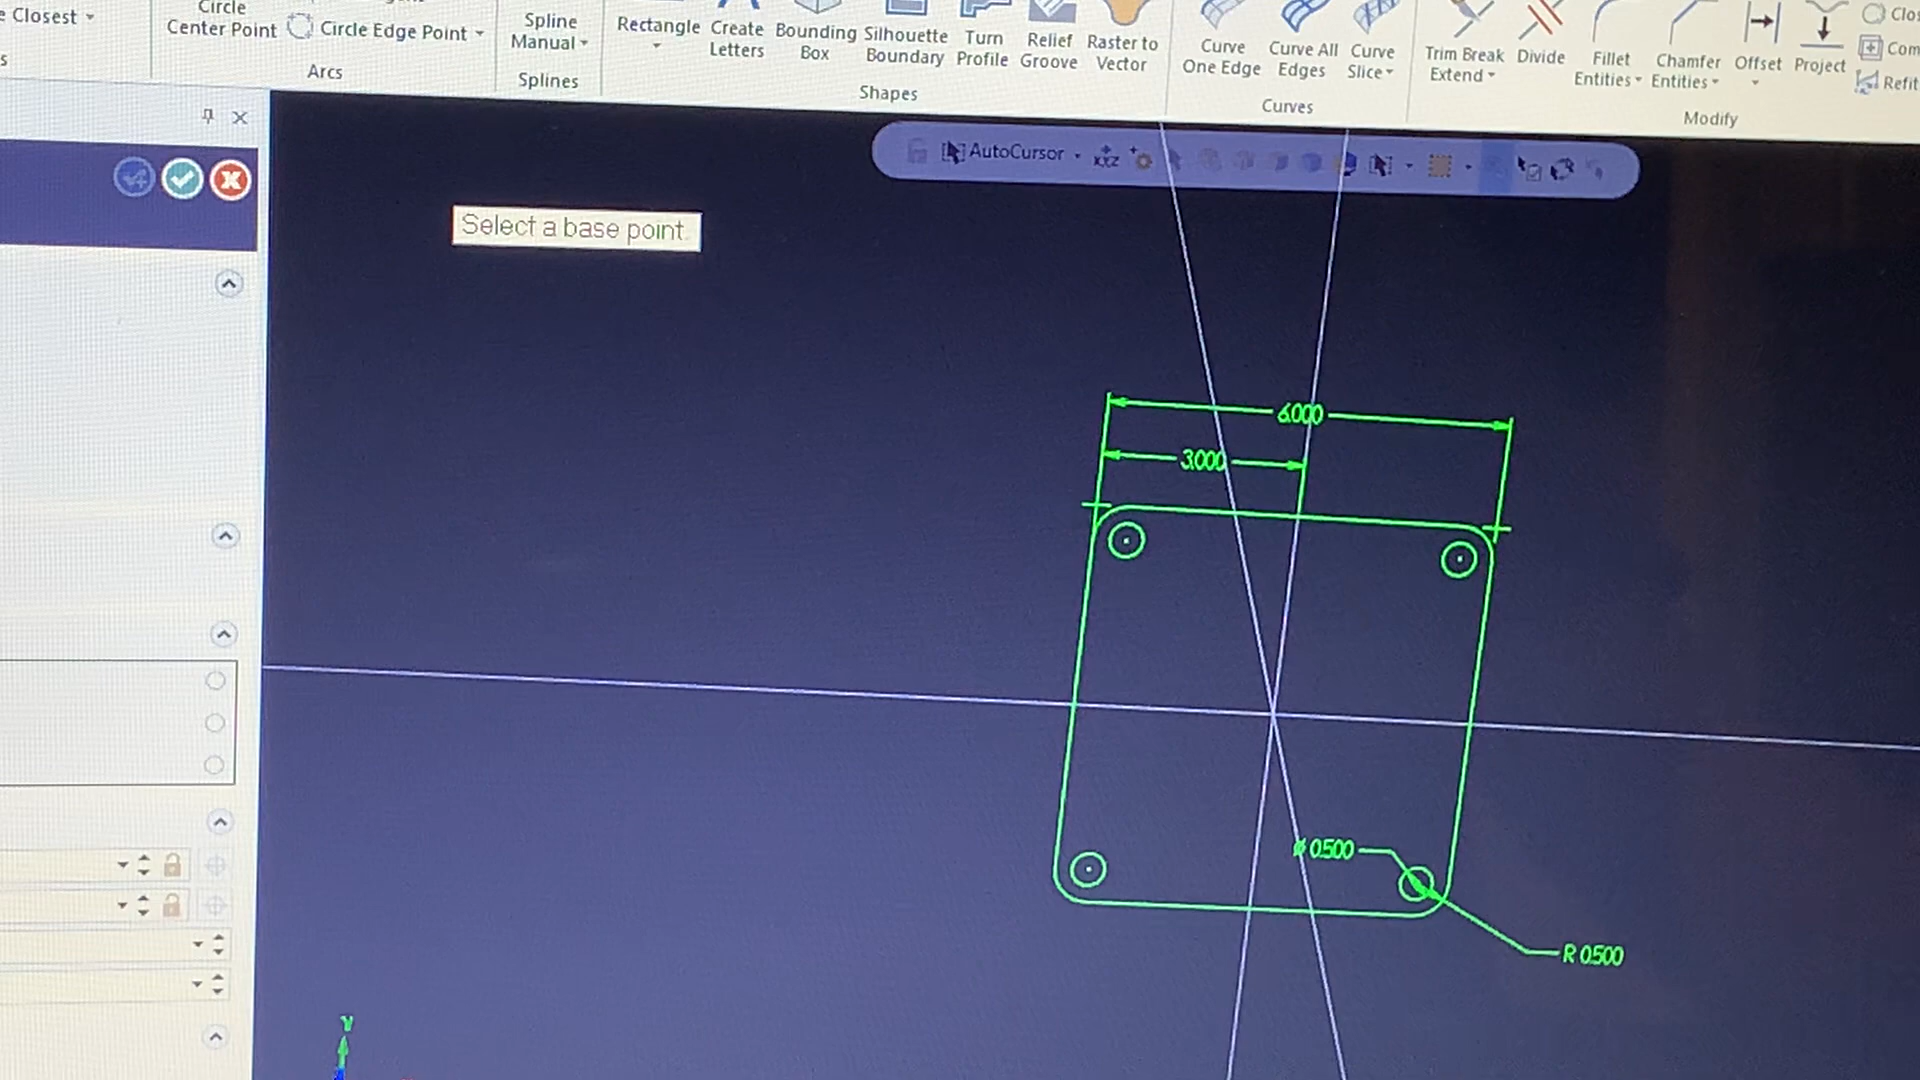 Closest
Circle
Center Point
Circle Edge Point
Arcs
Spline
Manual
Splines
Rectangle
Create
Letters
Bounding
Box
Silhouette
Boundary
Turn
Profile
Relief
Groove
Raster to
Vector
Shapes
Curve
One Edge
Curve All
Edges
Curve
Slice
Curves
Trim Break
Extend
Divide
Fillet
Entities
Chamfer
Entities
Offset
Project
Modify
Refit
AutoCursor
XYZ
Select a base point.
6.000
3.000
Ø 0.500
R 0.500
Y